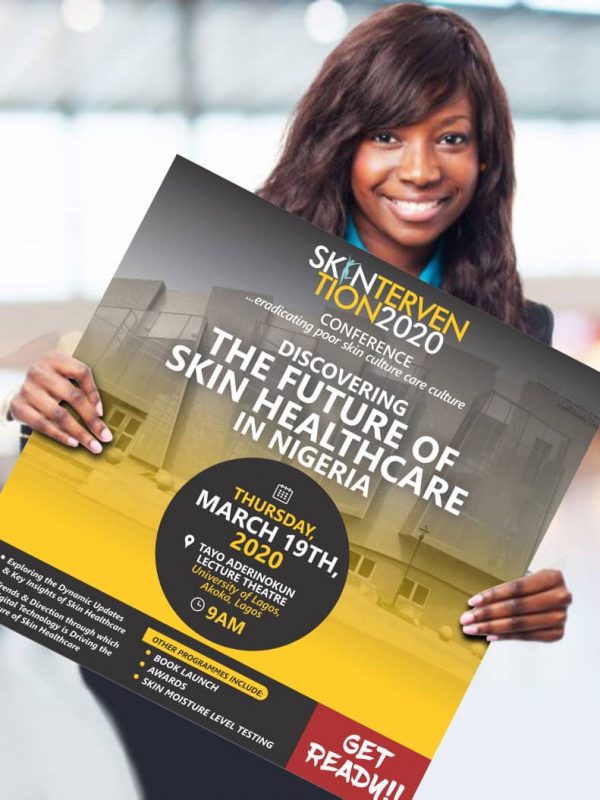 SKINTERVEN
TION2020
CONFERENCE
...eradicating poor skin culture care culture
DISCOVERING
THE FUTURE OF
SKIN HEALTHCARE
IN NIGERIA
THURSDAY,
MARCH 19TH,
2020
TAYO ADERINOKUN
LECTURE THEATRE
University of Lagos,
Akoka, Lagos
9AM
• Exploring the Dynamic Updates
& Key Insights of Skin Healthcare
Trends & Direction through which
Digital Technology is Driving the
of Skin Healthcare
OTHER PROGRAMMES INCLUDE:
• BOOK LAUNCH
• AWARDS
• SKIN MOISTURE LEVEL TESTING
GET
READY!!